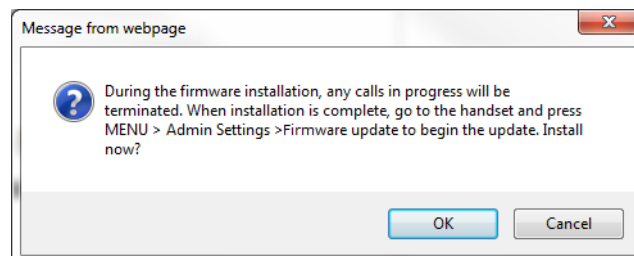 Message from webpage
During the firmware installation, any calls in progress will be
terminated. When installation is complete, go to the handset and press
MENU > Admin Settings >Firmware update to begin the update. Install
now?
OK
Cancel